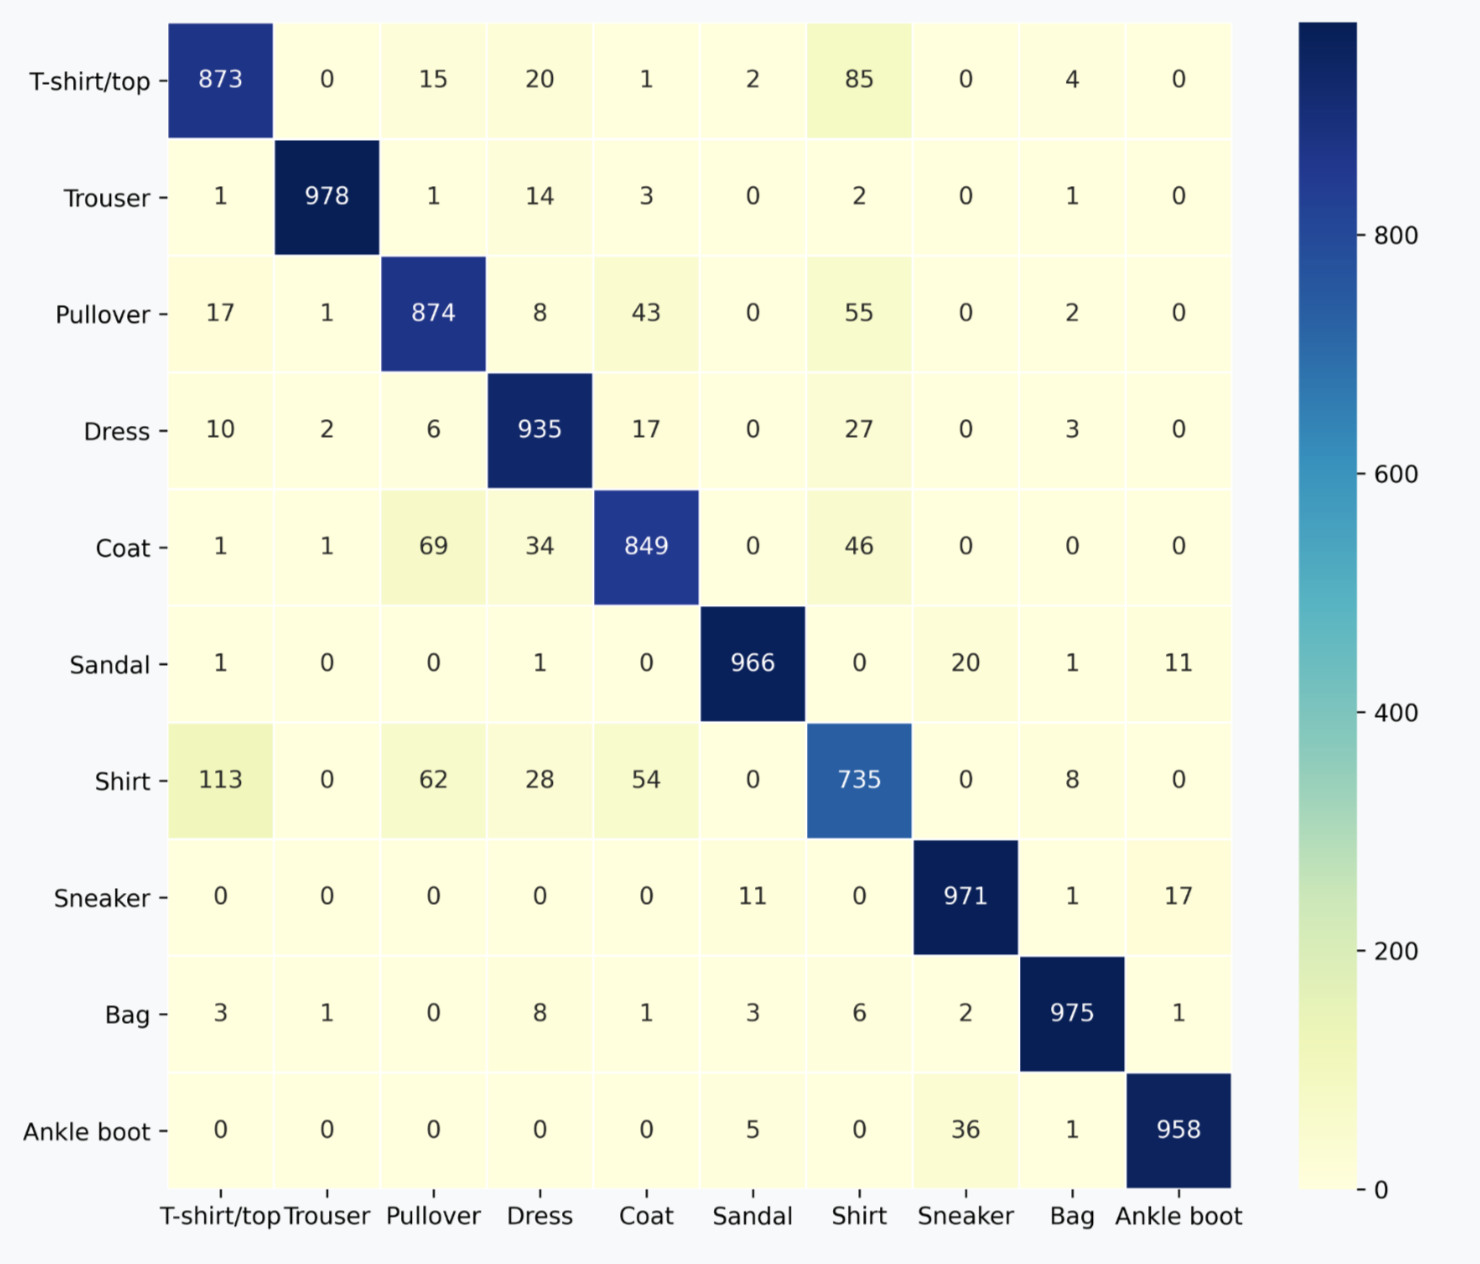 T-shirt/top 873 0 15 20 1 2 85 0 4 0
Trouser 1 978 1 14 3 0 2 0 1 0
800
Pullover 17 1 874 8 43 0 55 0 2 0
Dress 10 2 6 935 17 0 27 0 3 0
600
Coat 1 1 69 34 849 0 46 0 0 0
Sandal 1 0 0 1 0 966 0 20 1 11
400
Shirt 113 0 62 28 54 0 735 0 8 0
Sneaker 0 0 0 0 0 11 0 971 1 17
200
Bag 3 1 0 8 1 3 6 2 975 1
Ankle boot 0 0 0 0 0 5 0 36 1 958
0
T-shirt/top Trouser Pullover Dress Coat Sandal Shirt Sneaker Bag Ankle boot